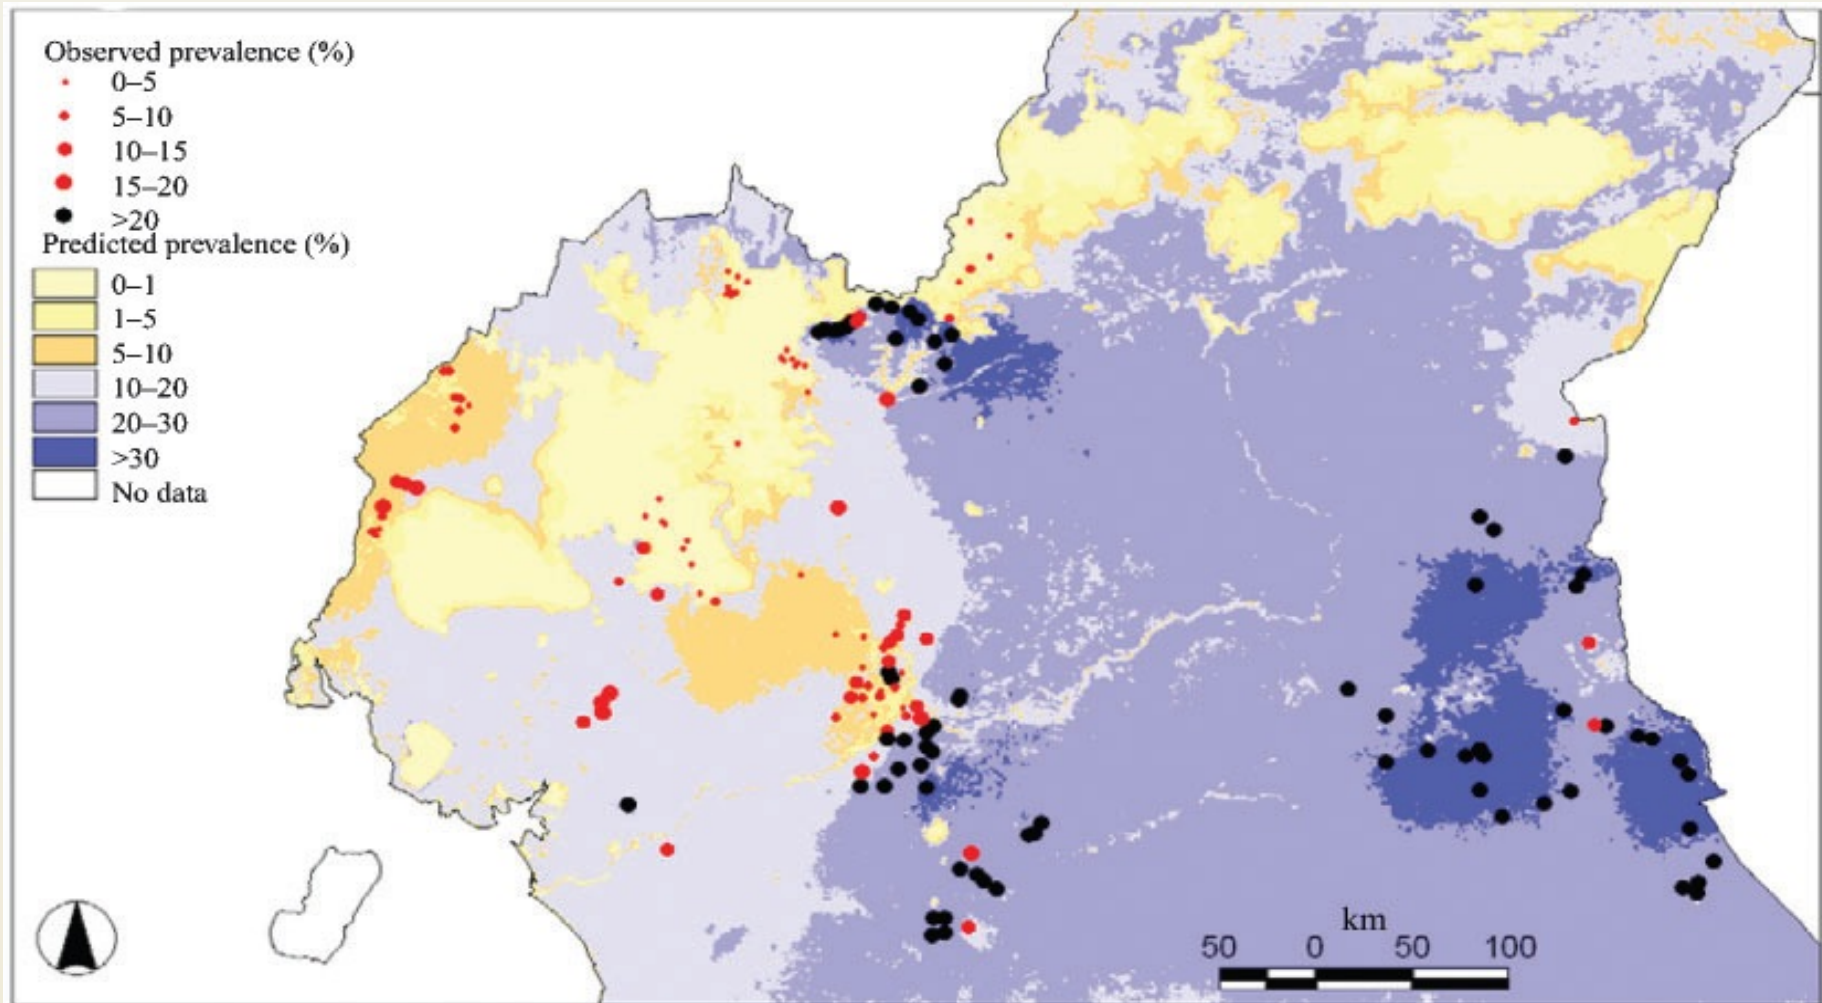 Observed prevalence (%)
0–5
5–10
10–15
15–20
>20
Predicted prevalence (%)
0–1
1–5
5–10
10–20
20–30
>30
No data
km
50 0 50 100